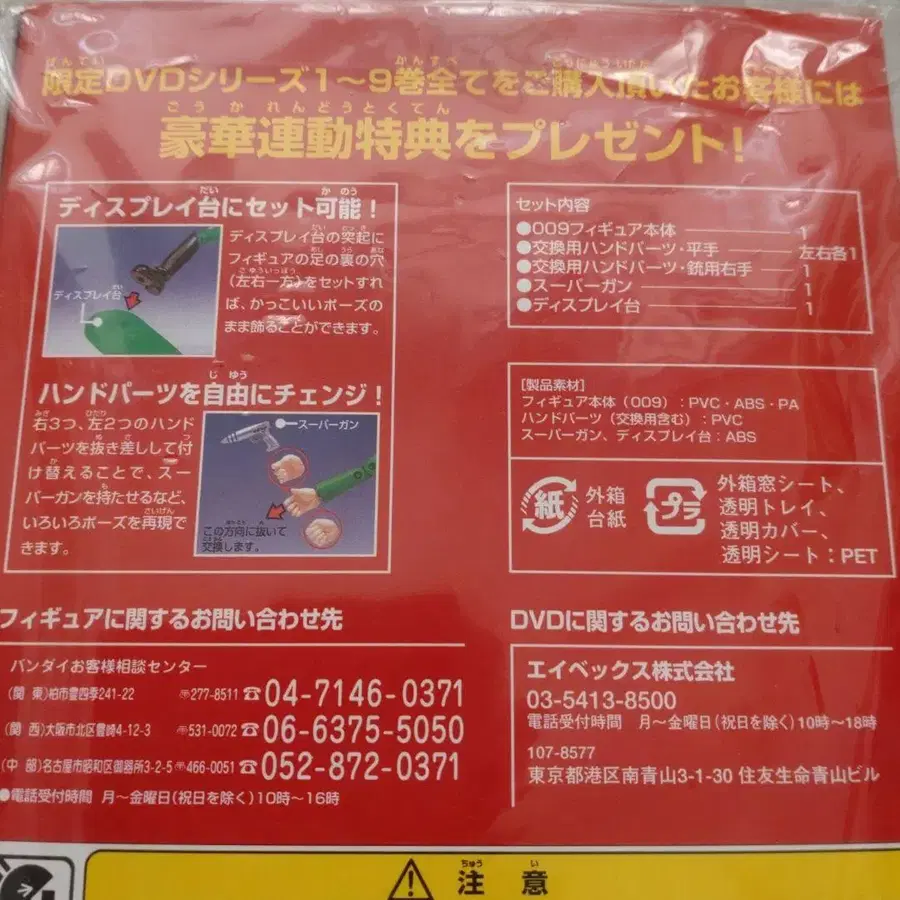 限定DVDシリーズ1〜9巻全てをご購入頂いたお客様には
豪華連動特典をプレゼント!
ディスプレイ台にセット可能!
ディスプレイ台
ディスプレイ台の突起に
フィギュアの足の裏の穴
(左右一方)をセットすれ
ば、かっこいいポーズの
まま飾ることができます。
ハンドパーツを自由にチェンジ!
右3つ、左2つのハンド
パーツを抜き差しして付
け替えることで、スー
パーガンを持たせるなど、
いろいろポーズを再現で
きます。
スーパーガン
この方向に抜いて
交換します。
セット内容
●009フィギュア本体 1
●交換用ハンドパーツ・平手 左右各1
●交換用ハンドパーツ・銃用右手 1
●スーパーガン 1
●ディスプレイ台 1
[製品素材]
フィギュア本体(009):PVC・ABS・PA
ハンドパーツ(交換用含む):PVC
スーパーガン、ディスプレイ台:ABS
紙
外箱
台紙
プラ
外箱窓シート、
透明トレイ、
透明カバー、
透明シート:PET
フィギュアに関するお問い合わせ先
バンダイお客様相談センター
(関 東)柏市豊四季241-22 〒277-8511 ☎04-7146-0371
(関 西)大阪市北区豊崎4-12-3 〒531-0072 ☎06-6375-5050
(中 部)名古屋市昭和区御器所3-2-5 〒466-0051 ☎052-872-0371
●電話受付時間 月〜金曜日(祝日を除く)10時〜16時
DVDに関するお問い合わせ先
エイベックス株式会社
03-5413-8500
電話受付時間 月〜金曜日(祝日を除く)10時〜18時
107-8577
東京都港区南青山3-1-30 住友生命青山ビル
注意